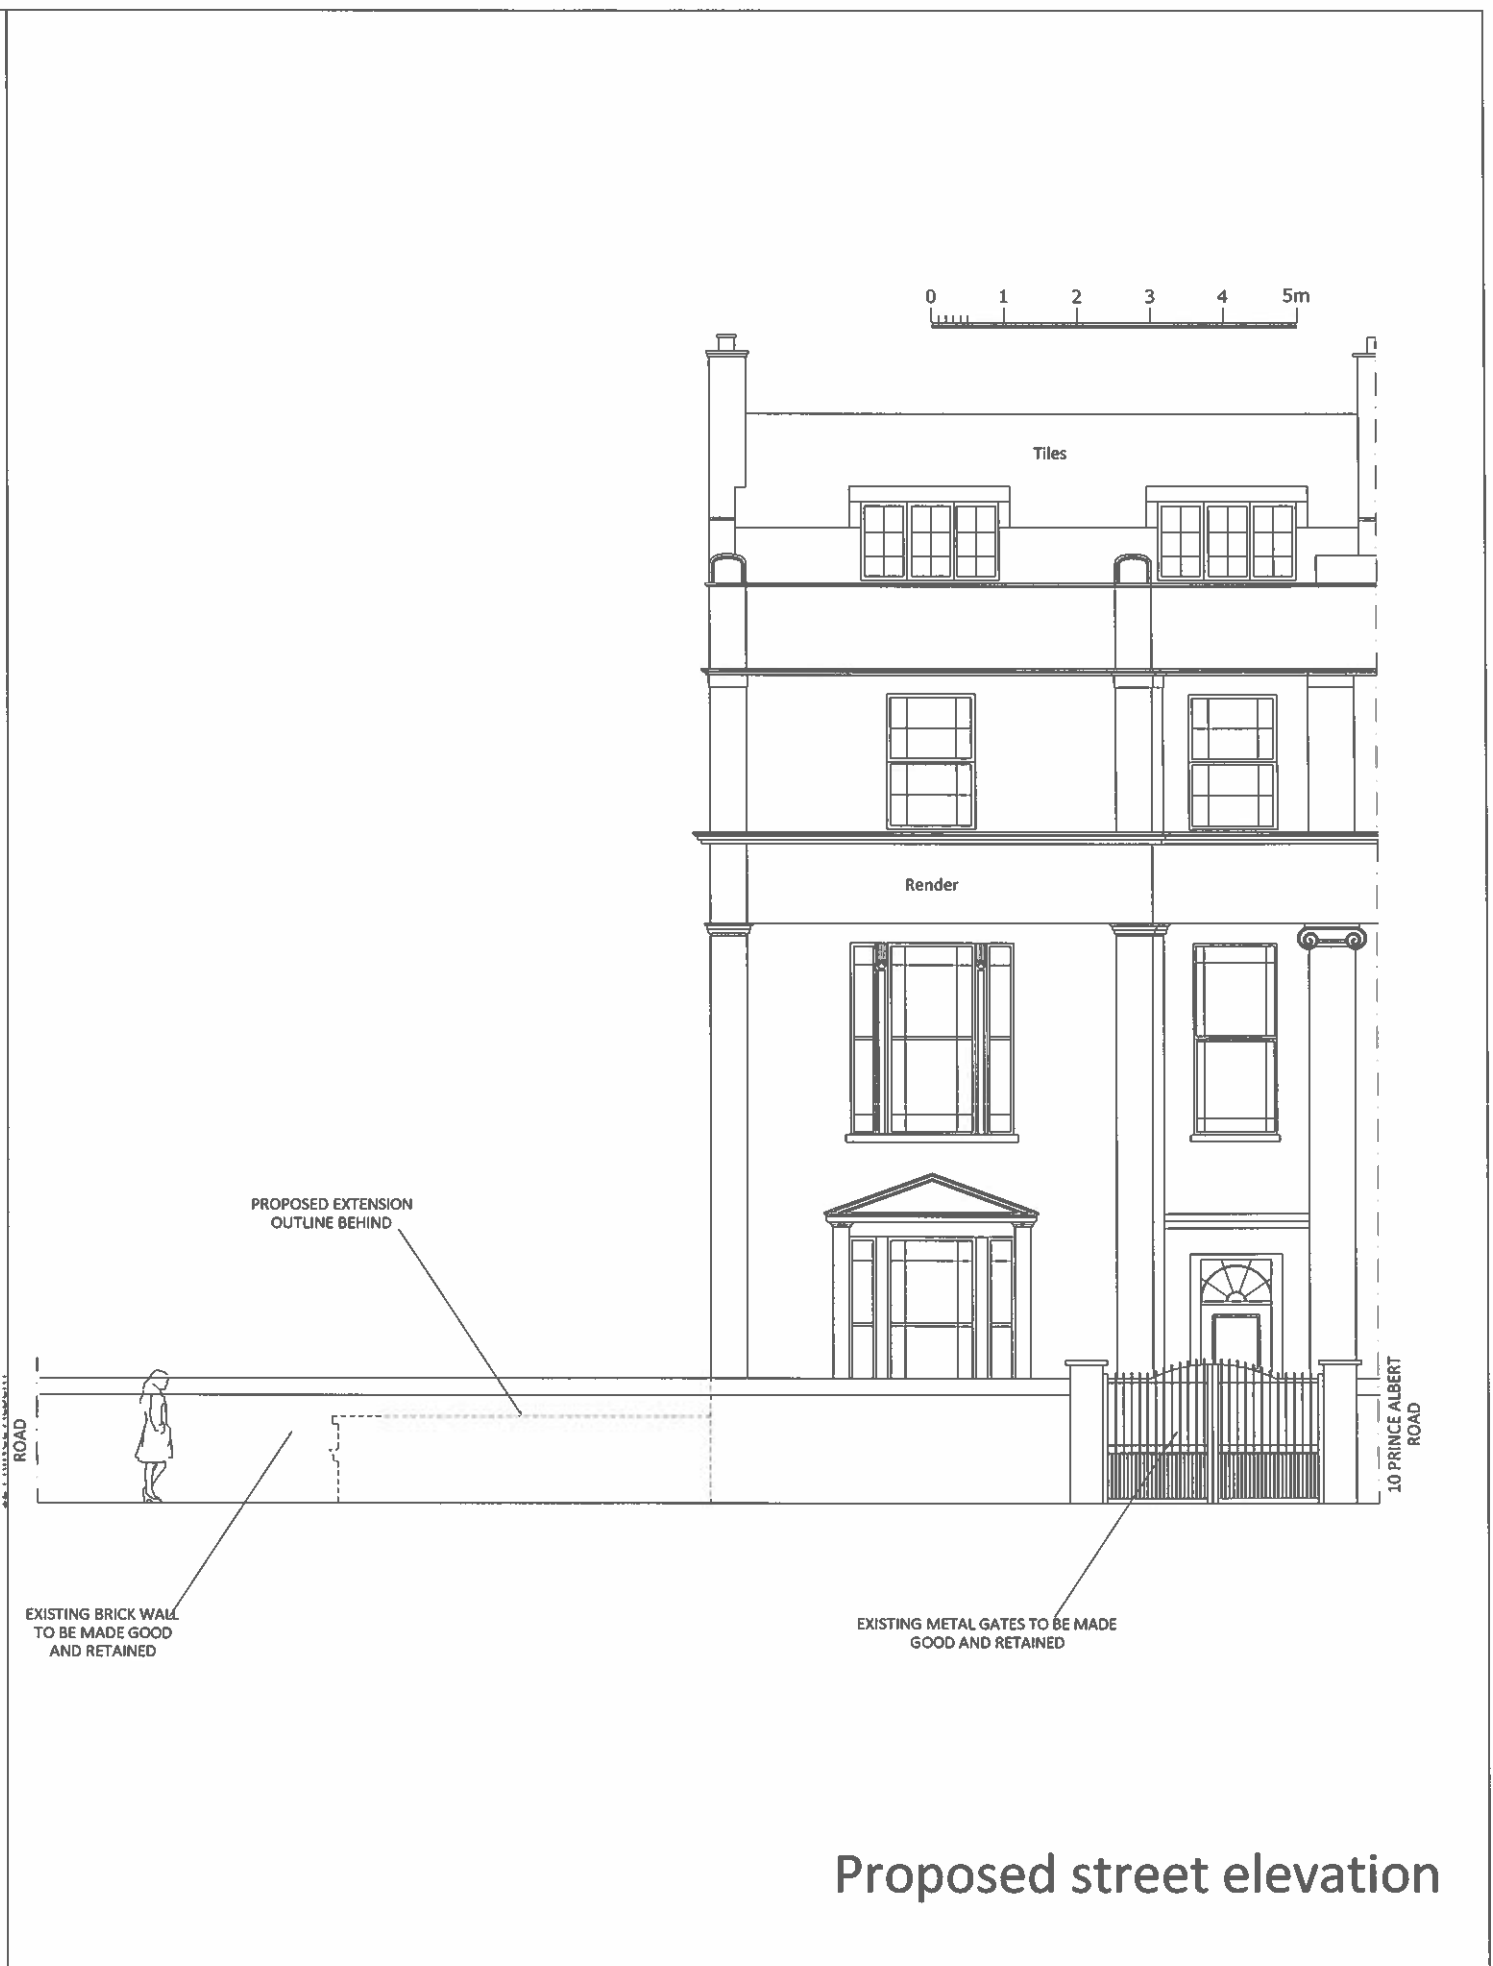 0 1 2 3 4 5m
Tiles
Render
PROPOSED EXTENSION
OUTLINE BEHIND
ROAD
10 PRINCE ALBERT
ROAD
EXISTING BRICK WALL
TO BE MADE GOOD
AND RETAINED
EXISTING METAL GATES TO BE MADE
GOOD AND RETAINED
Proposed street elevation